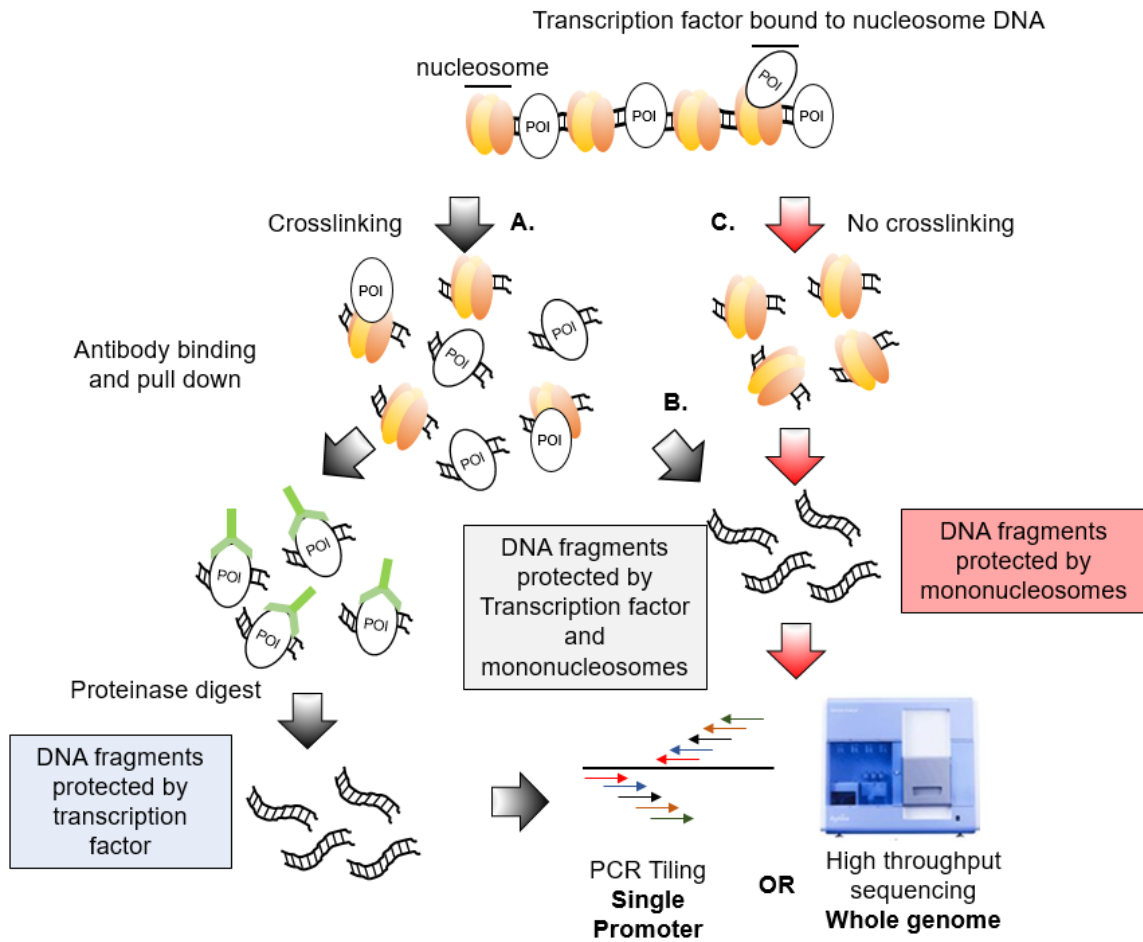 Transcription factor bound to nucleosome DNA
nucleosome
POI
POI
POI
POI
Crosslinking
A.
C.
No crosslinking
POI
POI
POI
Antibody binding
and pull down
B.
POI
POI
POI
POI
POI
POI
DNA fragments
protected by
Transcription factor
and
mononucleosomes
DNA fragments
protected by
mononucleosomes
Proteinase digest
DNA fragments
protected by
transcription
factor
PCR Tiling
Single
Promoter
OR
High throughput
sequencing
Whole genome